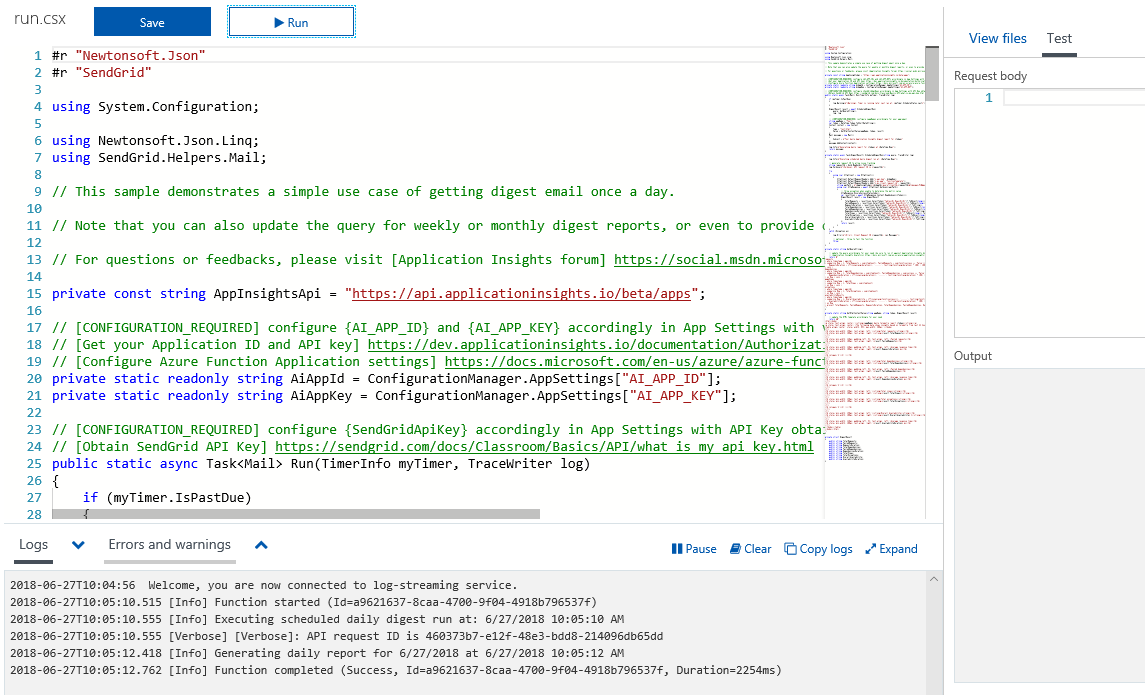 run.csx
Save
Run
1 #r "Newtonsoft.Json"
2 #r "SendGrid"
3
4 using System.Configuration;
5
6 using Newtonsoft.Json.Linq;
7 using SendGrid.Helpers.Mail;
8
9 // This sample demonstrates a simple use case of getting digest email once a day.
10
11 // Note that you can also update the query for weekly or monthly digest reports, or even to provide
12
13 // For questions or feedbacks, please visit [Application Insights forum] https://social.msdn.microsof
14
15 private const string AppInsightsApi = "https://api.applicationinsights.io/beta/apps";
16
17 // [CONFIGURATION_REQUIRED] configure {AI_APP_ID} and {AI_APP_KEY} accordingly in App Settings with
18 // [Get your Application ID and API key] https://dev.applicationinsights.io/documentation/Authorizati
19 // [Configure Azure Function Application settings] https://docs.microsoft.com/en-us/azure/azure-funct
20 private static readonly string AiAppId = ConfigurationManager.AppSettings["AI_APP_ID"];
21 private static readonly string AiAppKey = ConfigurationManager.AppSettings["AI_APP_KEY"];
22
23 // [CONFIGURATION_REQUIRED] configure {SendGridApiKey} accordingly in App Settings with API Key obtai
24 // [Obtain SendGrid API Key] https://sendgrid.com/docs/Classroom/Basics/API/what_is_my_api_key.html
25 public static async Task<Mail> Run(TimerInfo myTimer, TraceWriter log)
26 {
27 if (myTimer.IsPastDue)
28 {
View files
Test
Request body
1
Output
Logs
Errors and warnings
Pause
Clear
Copy logs
Expand
2018-06-27T10:04:56  Welcome, you are now connected to log-streaming service.
2018-06-27T10:05:10.515 [Info] Function started (Id=a9621637-8caa-4700-9f04-4918b796537f)
2018-06-27T10:05:10.555 [Info] Executing scheduled daily digest run at: 6/27/2018 10:05:10 AM
2018-06-27T10:05:10.555 [Verbose] [Verbose]: API request ID is 460373b7-e12f-48e3-bdd8-214096db65dd
2018-06-27T10:05:12.418 [Info] Generating daily report for 6/27/2018 at 6/27/2018 10:05:12 AM
2018-06-27T10:05:12.762 [Info] Function completed (Success, Id=a9621637-8caa-4700-9f04-4918b796537f, Duration=2254ms)